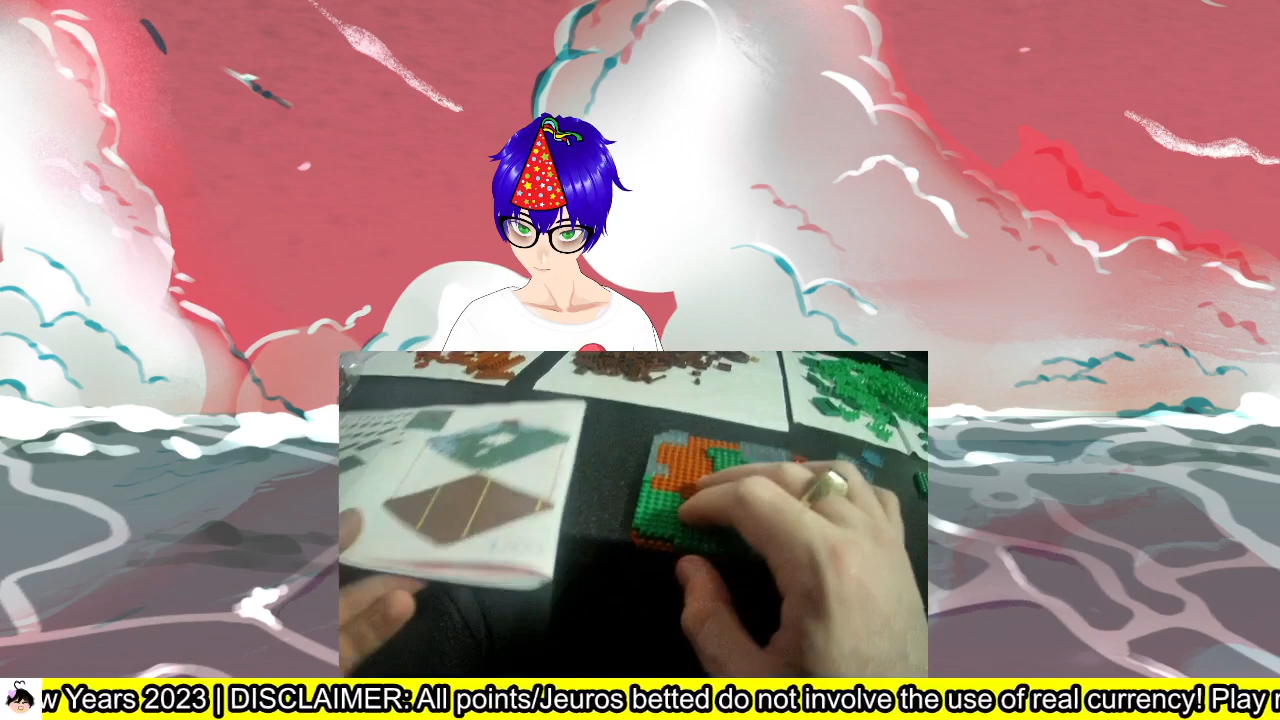 w Years 2023 | DISCLAIMER: All points/Jeuros betted do not involve the use of real currency! Play